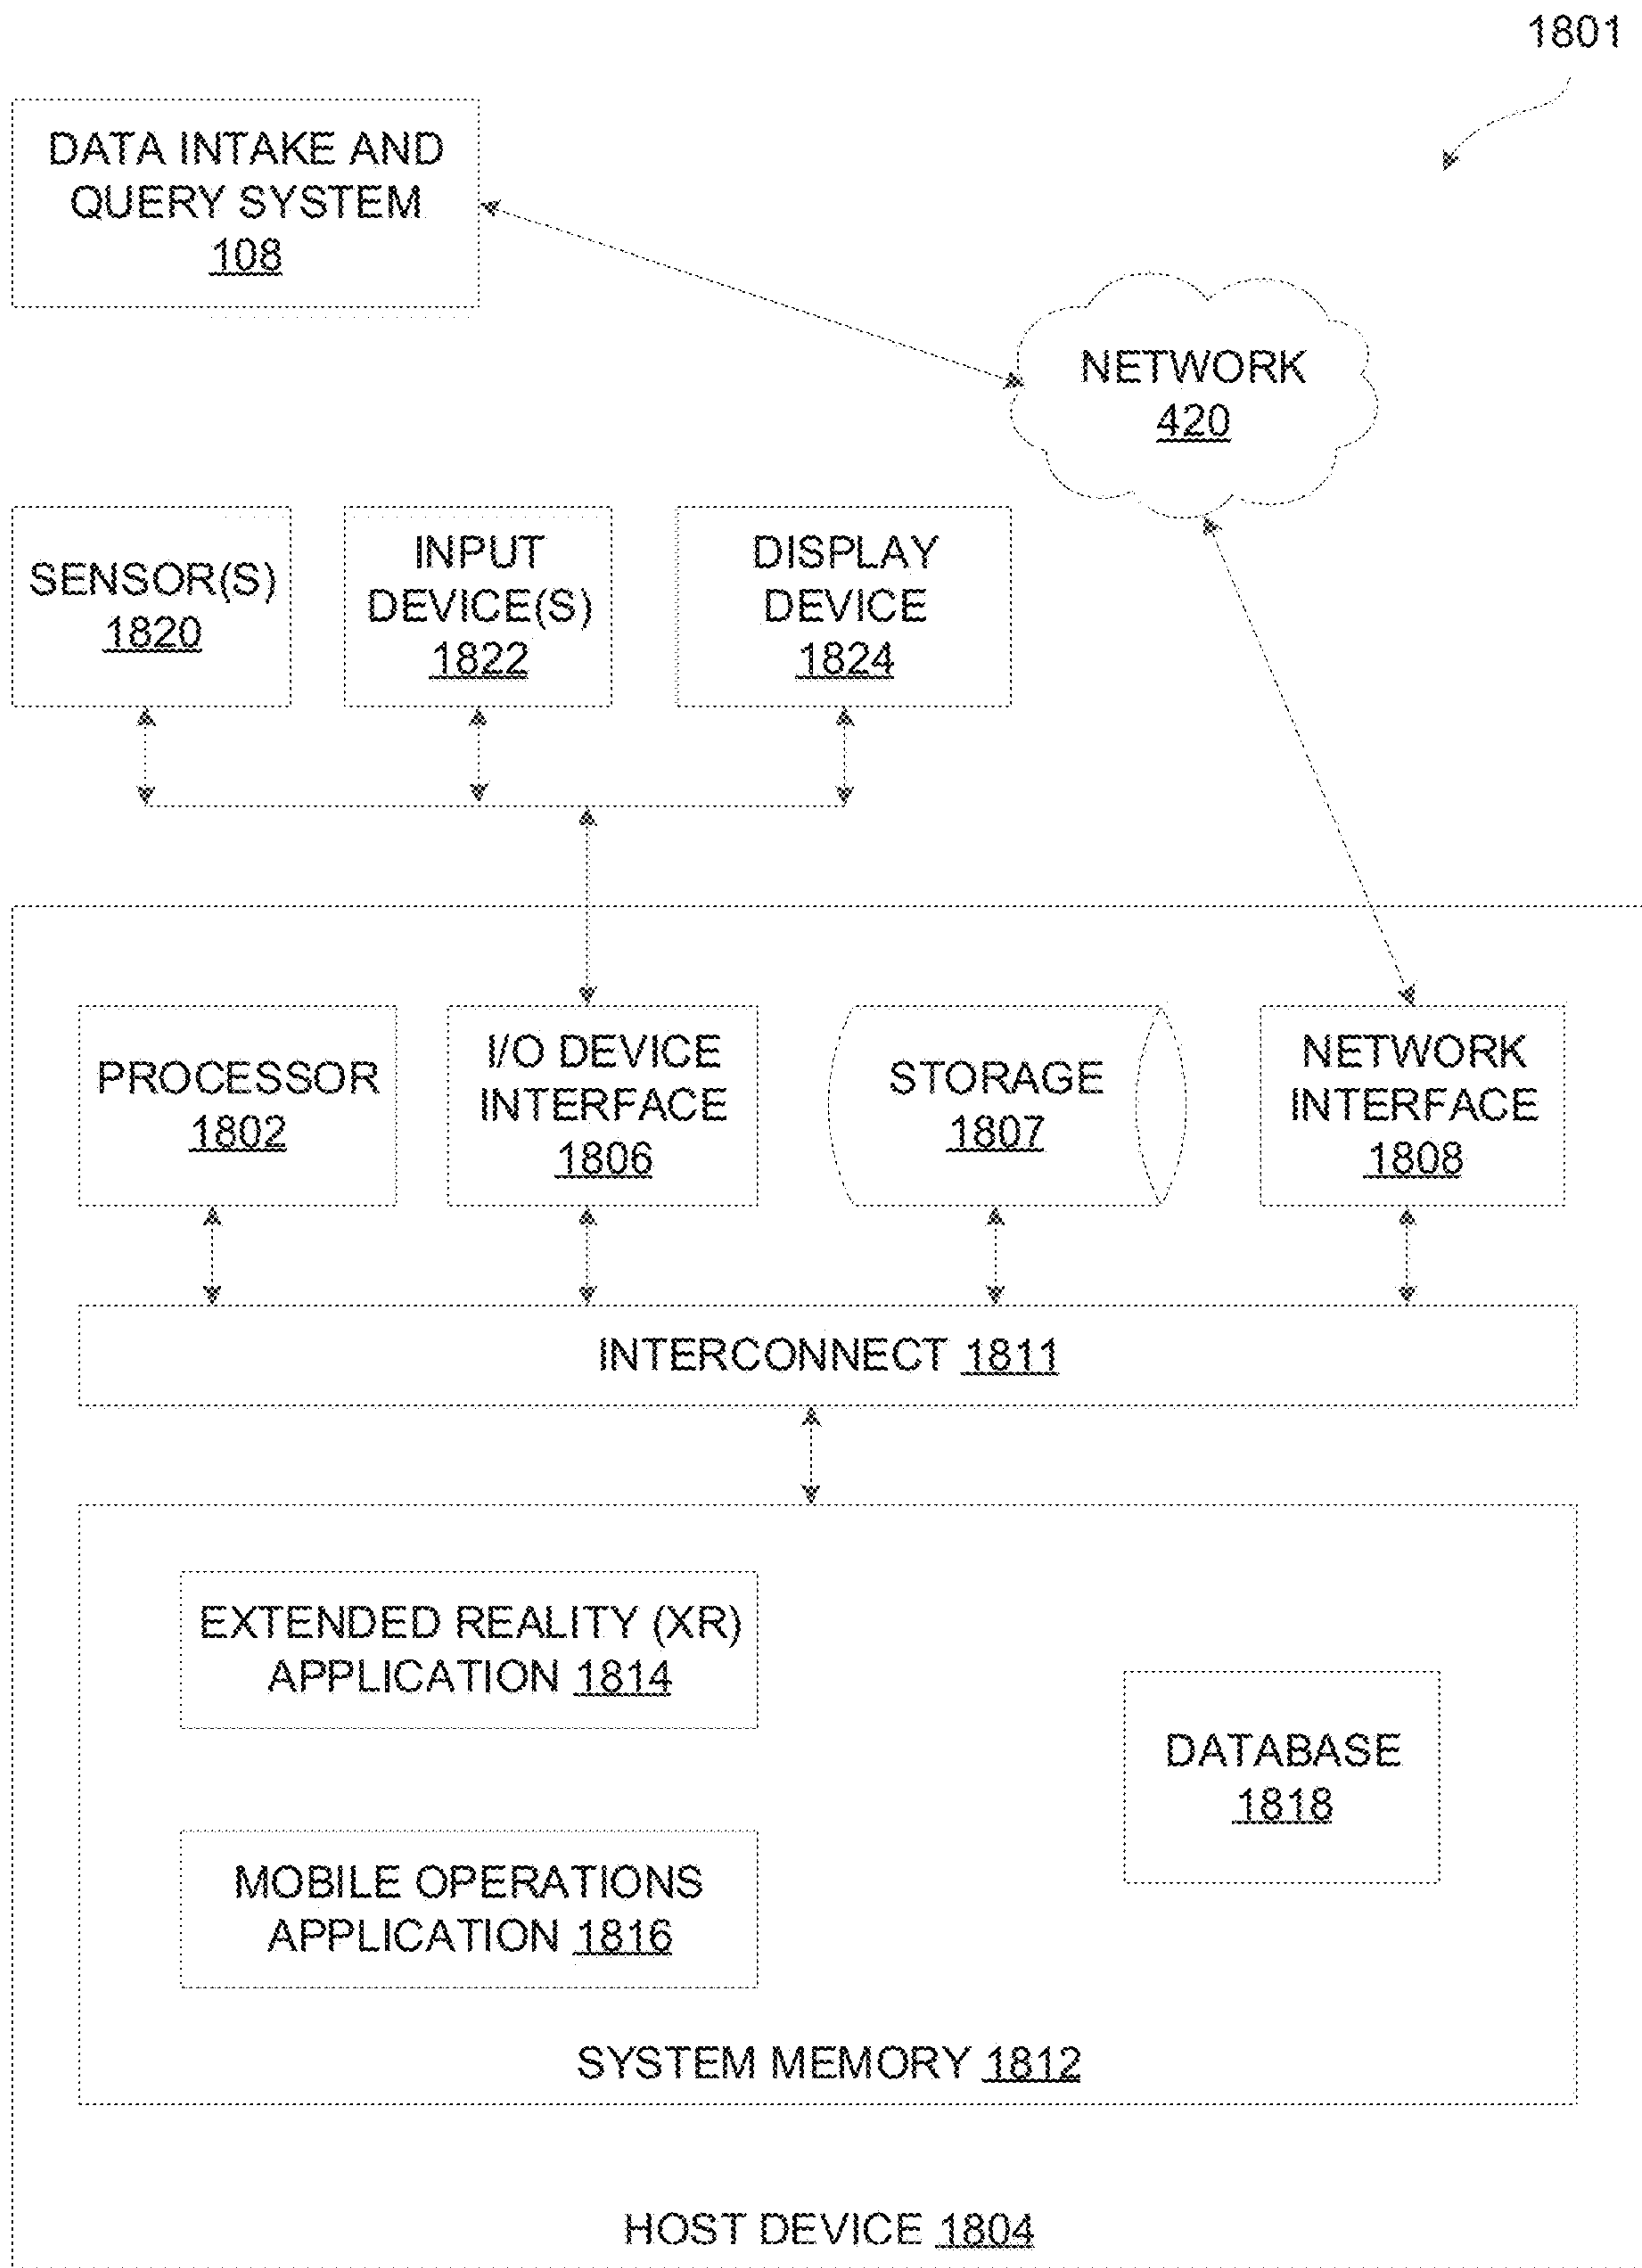 1801
DATA INTAKE AND
QUERY SYSTEM
108
NETWORK
420
SENSOR(S)
1820
INPUT
DEVICE(S)
1822
DISPLAY
DEVICE
1824
PROCESSOR
1802
I/O DEVICE
INTERFACE
1806
STORAGE
1807
NETWORK
INTERFACE
1808
INTERCONNECT 1811
EXTENDED REALITY (XR)
APPLICATION 1814
DATABASE
1818
MOBILE OPERATIONS
APPLICATION 1816
SYSTEM MEMORY 1812
HOST DEVICE 1804